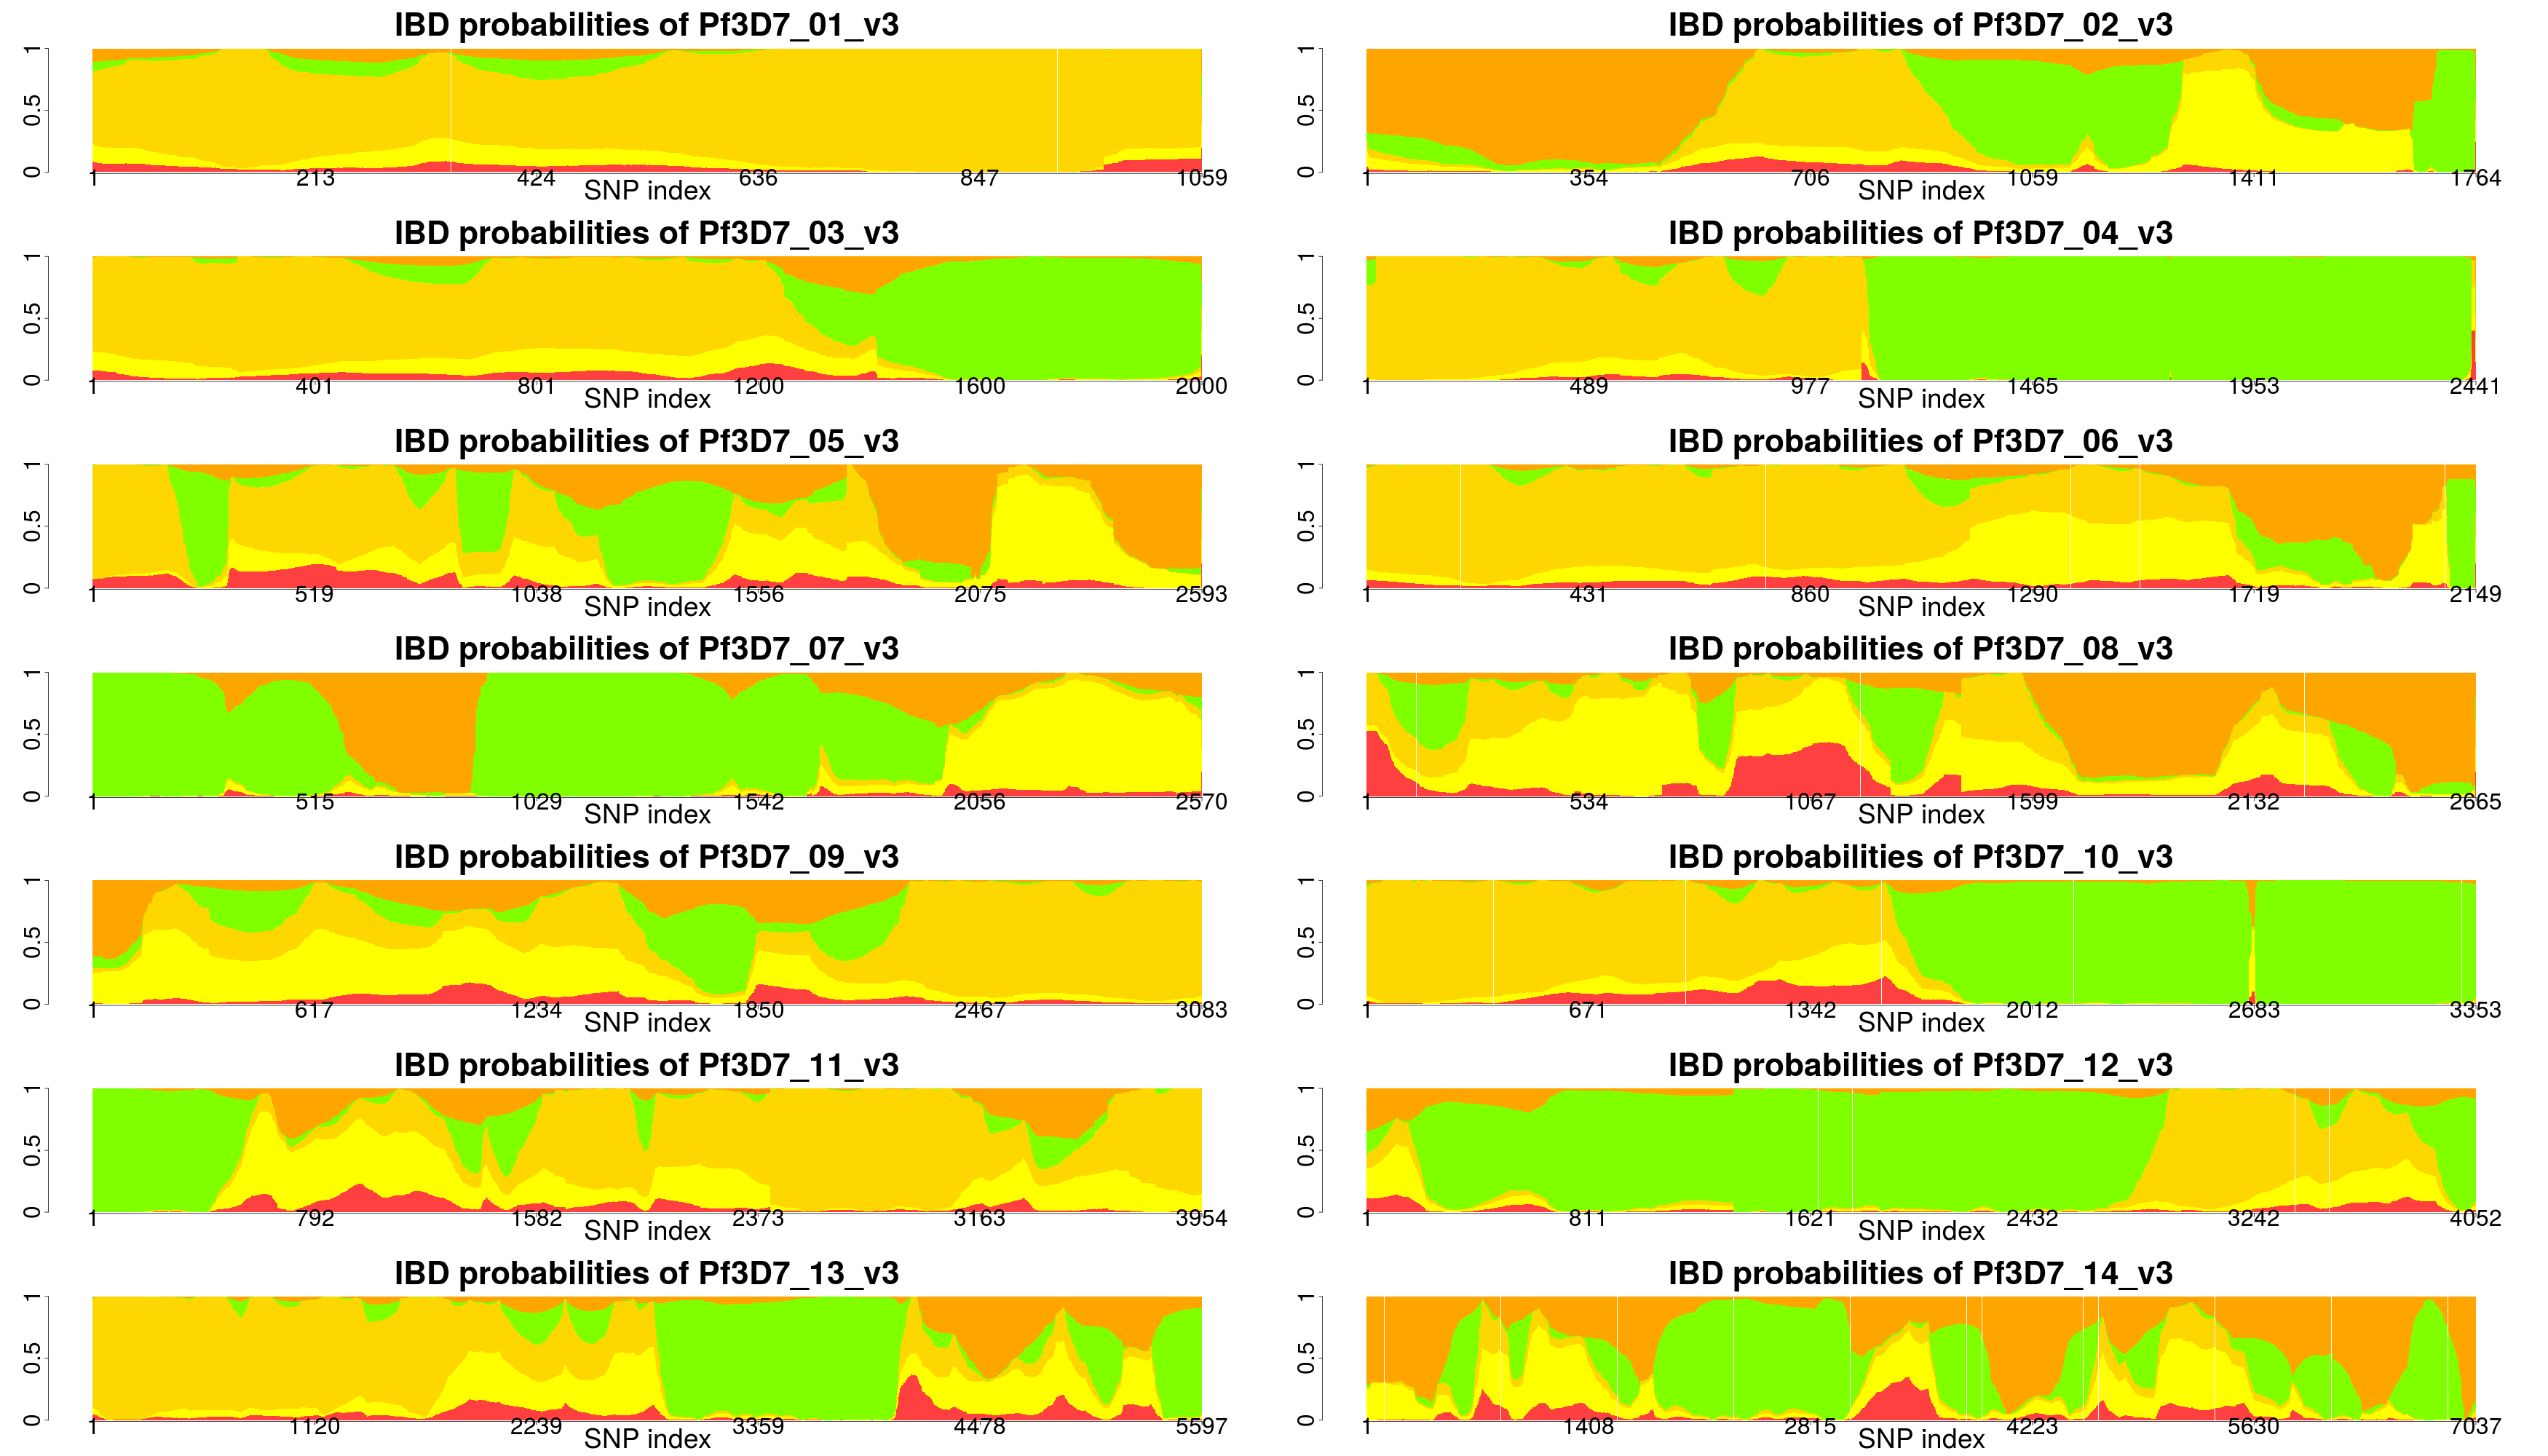 IBD probabilities of Pf3D7_01_v3
0 0.5 1
1 213 424 636 847 1059
SNP index
IBD probabilities of Pf3D7_02_v3
0 0.5 1
1 354 706 1059 1411 1764
SNP index
IBD probabilities of Pf3D7_03_v3
0 0.5 1
1 401 801 1200 1600 2000
SNP index
IBD probabilities of Pf3D7_04_v3
0 0.5 1
1 489 977 1465 1953 2441
SNP index
IBD probabilities of Pf3D7_05_v3
0 0.5 1
1 519 1038 1556 2075 2593
SNP index
IBD probabilities of Pf3D7_06_v3
0 0.5 1
1 431 860 1290 1719 2149
SNP index
IBD probabilities of Pf3D7_07_v3
0 0.5 1
1 515 1029 1542 2056 2570
SNP index
IBD probabilities of Pf3D7_08_v3
0 0.5 1
1 534 1067 1599 2132 2665
SNP index
IBD probabilities of Pf3D7_09_v3
0 0.5 1
1 617 1234 1850 2467 3083
SNP index
IBD probabilities of Pf3D7_10_v3
0 0.5 1
1 671 1342 2012 2683 3353
SNP index
IBD probabilities of Pf3D7_11_v3
0 0.5 1
1 792 1582 2373 3163 3954
SNP index
IBD probabilities of Pf3D7_12_v3
0 0.5 1
1 811 1621 2432 3242 4052
SNP index
IBD probabilities of Pf3D7_13_v3
0 0.5 1
1 1120 2239 3359 4478 5597
SNP index
IBD probabilities of Pf3D7_14_v3
0 0.5 1
1 1408 2815 4223 5630 7037
SNP index